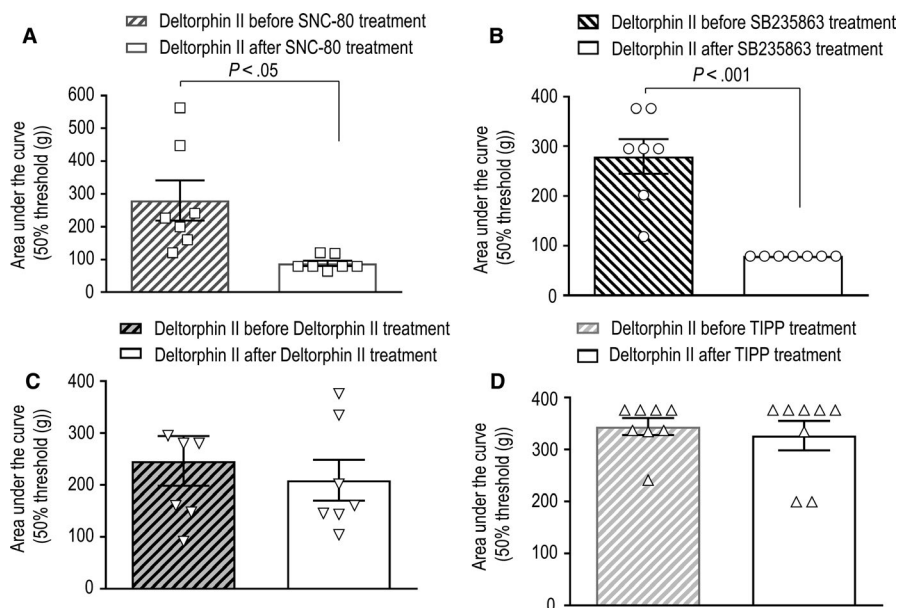 A
Deltorphin II before SNC-80 treatment
Deltorphin II after SNC-80 treatment
P < .05
Area under the curve
(50% threshold (g))
600
500
400
300
200
100
0
B
Deltorphin II before SB235863 treatment
Deltorphin II after SB235863 treatment
P < .001
Area under the curve
(50% threshold (g))
400
300
200
100
0
C
Deltorphin II before Deltorphin II treatment
Deltorphin II after Deltorphin II treatment
Area under the curve
(50% threshold (g))
400
300
200
100
0
D
Deltorphin II before TIPP treatment
Deltorphin II after TIPP treatment
Area under the curve
(50% threshold (g))
400
300
200
100
0